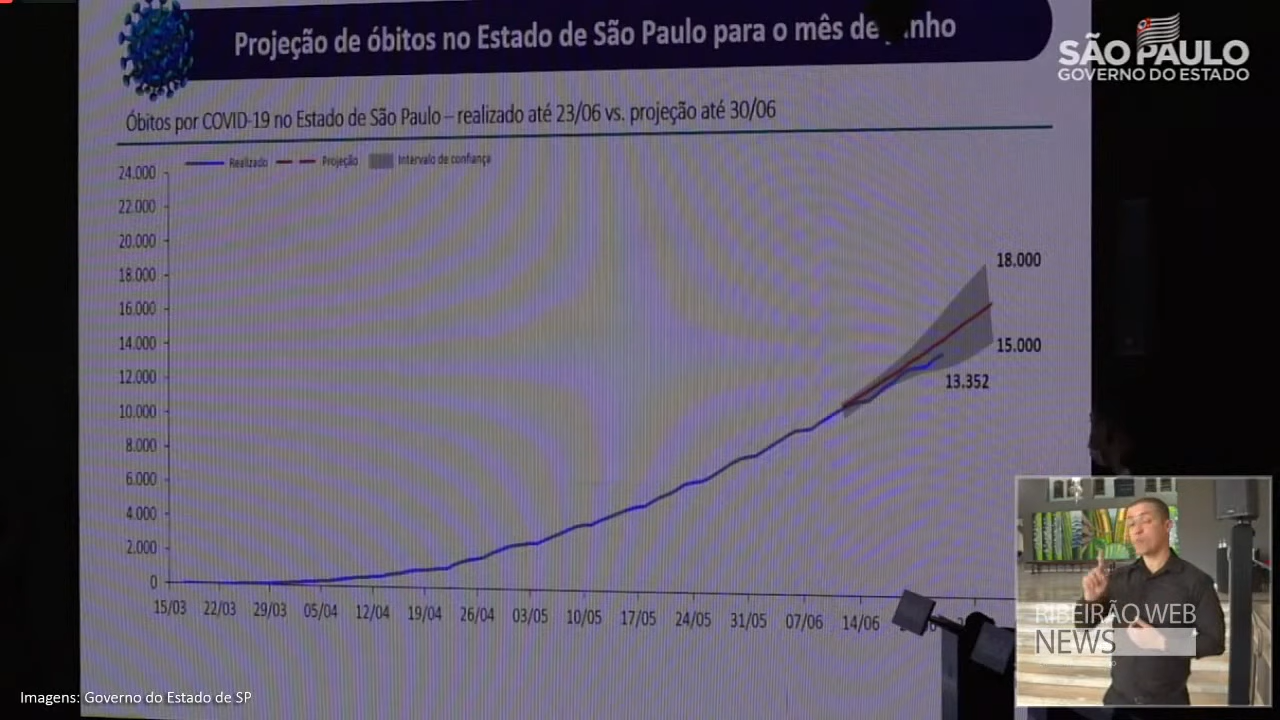 Projeção de óbitos no Estado de São Paulo para o mês de nho
SÃO PAULO
GOVERNO DO ESTADO
Óbitos por COVID-19 no Estado de São Paulo – realizado até 23/06 vs. projeção até 30/06
Realizado Projeção Intervalo de confiança
24.000
22.000
20.000
18.000
16.000
14.000
12.000
10.000
8.000
6.000
4.000
2.000
0
18.000
15.000
13.352
15/03 22/03 29/03 05/04 12/04 19/04 26/04 03/05 10/05 17/05 24/05 31/05 07/06 14/06
RIBEIRÃO WEB
NEWS
Imagens: Governo do Estado de SP